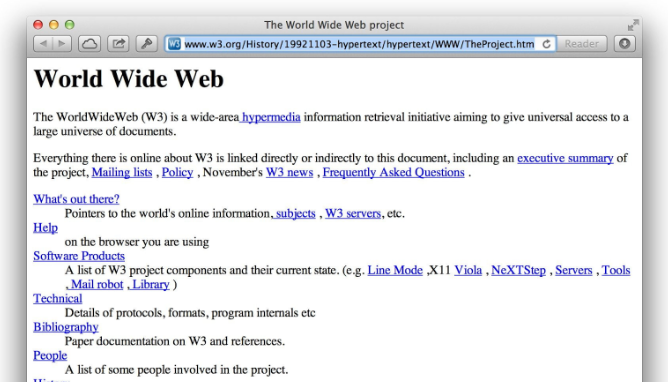 The World Wide Web project
W3 www.w3.org/History/19921103-hypertext/hypertext/WWW/TheProject.htm Reader
World Wide Web
The WorldWideWeb (W3) is a wide-area hypermedia information retrieval initiative aiming to give universal access to a
large universe of documents.
Everything there is online about W3 is linked directly or indirectly to this document, including an executive summary of
the project, Mailing lists , Policy , November's W3 news , Frequently Asked Questions .
What's out there?
Pointers to the world's online information, subjects , W3 servers, etc.
Help
on the browser you are using
Software Products
A list of W3 project components and their current state. (e.g. Line Mode ,X11 Viola , NeXTStep , Servers , Tools
, Mail robot , Library )
Technical
Details of protocols, formats, program internals etc
Bibliography
Paper documentation on W3 and references.
People
A list of some people involved in the project.